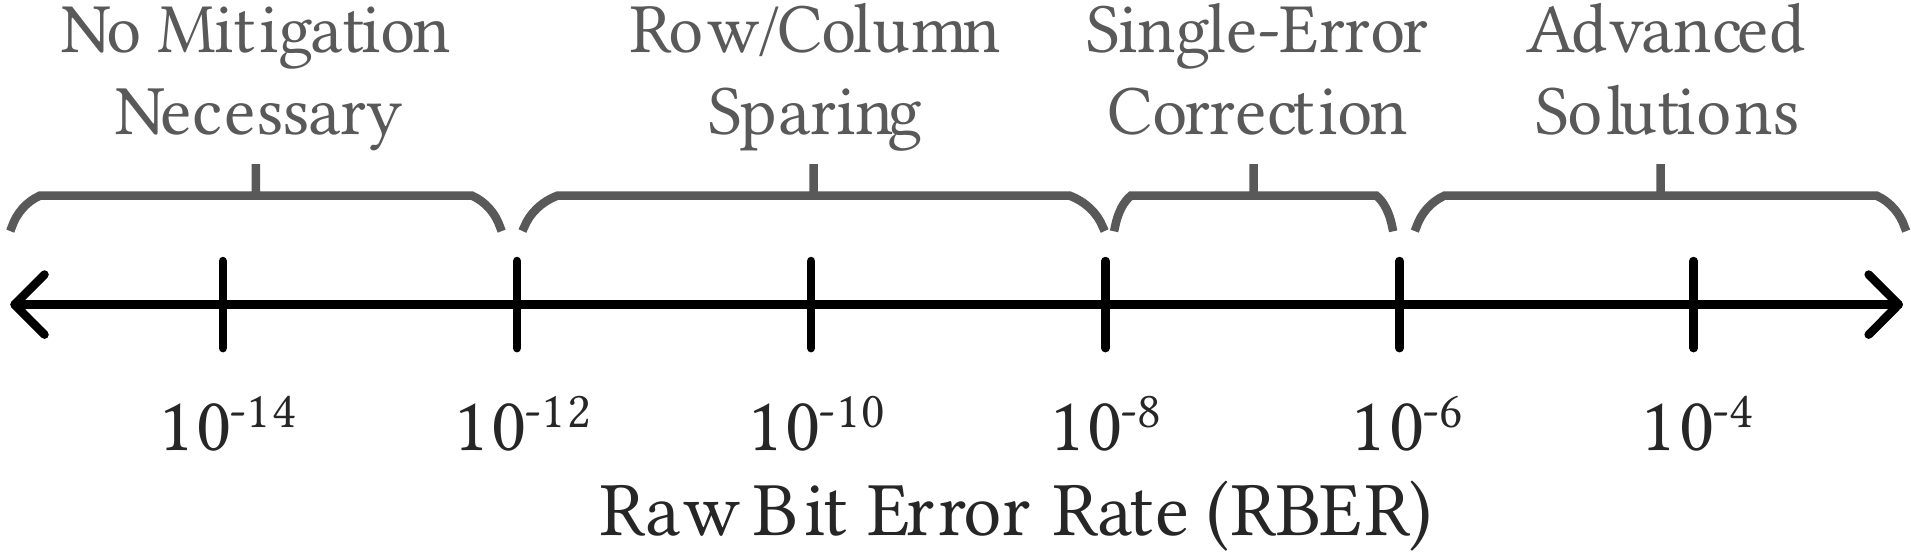 No Mitigation
Necessary
Row/Column
Sparing
Single-Error
Correction
Advanced
Solutions
10⁻¹⁴ 10⁻¹² 10⁻¹⁰ 10⁻⁸ 10⁻⁶ 10⁻⁴
Raw Bit Error Rate (RBER)